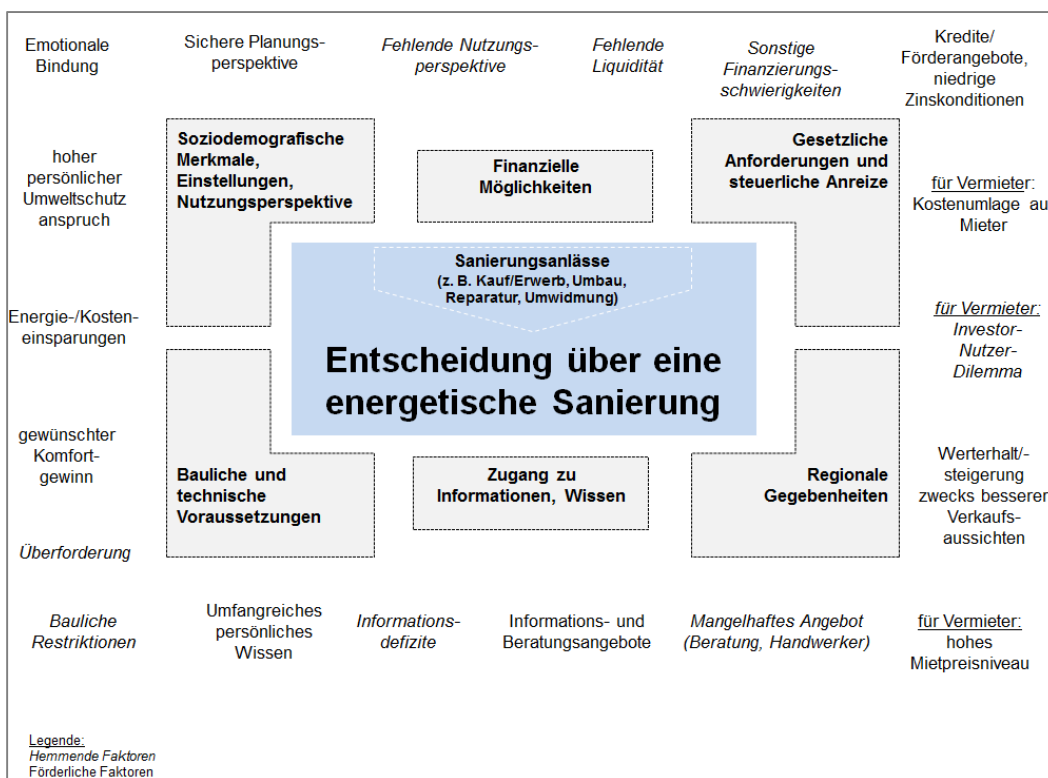 Emotionale
Bindung
Sichere Planungs-
perspektive
Fehlende Nutzungs-
perspektive
Fehlende
Liquidität
Sonstige
Finanzierungs-
schwierigkeiten
Kredite/
Förderangebote,
niedrige
Zinskonditionen
hoher
persönlicher
Umweltschutz
anspruch
Soziodemografische
Merkmale,
Einstellungen,
Nutzungsperspektive
Finanzielle
Möglichkeiten
Gesetzliche
Anforderungen und
steuerliche Anreize
für Vermieter:
Kostenumlage au
Mieter
Sanierungsanlässe
(z. B. Kauf/Erwerb, Umbau,
Reparatur, Umwidmung)
Energie-/Kosten-
einsparungen
für Vermieter:
Investor-
Nutzer-
Dilemma
Entscheidung über eine
energetische Sanierung
gewünschter
Komfort-
gewinn
Bauliche und
technische
Voraussetzungen
Zugang zu
Informationen, Wissen
Regionale
Gegebenheiten
Werterhalt/-
steigerung
zwecks besserer
Verkaufs-
aussichten
Überforderung
Bauliche
Restriktionen
Umfangreiches
persönliches
Wissen
Informations-
defizite
Informations- und
Beratungsangebote
Mangelhaftes Angebot
(Beratung, Handwerker)
für Vermieter:
hohes
Mietpreisniveau
Legende:
Hemmende Faktoren
Förderliche Faktoren